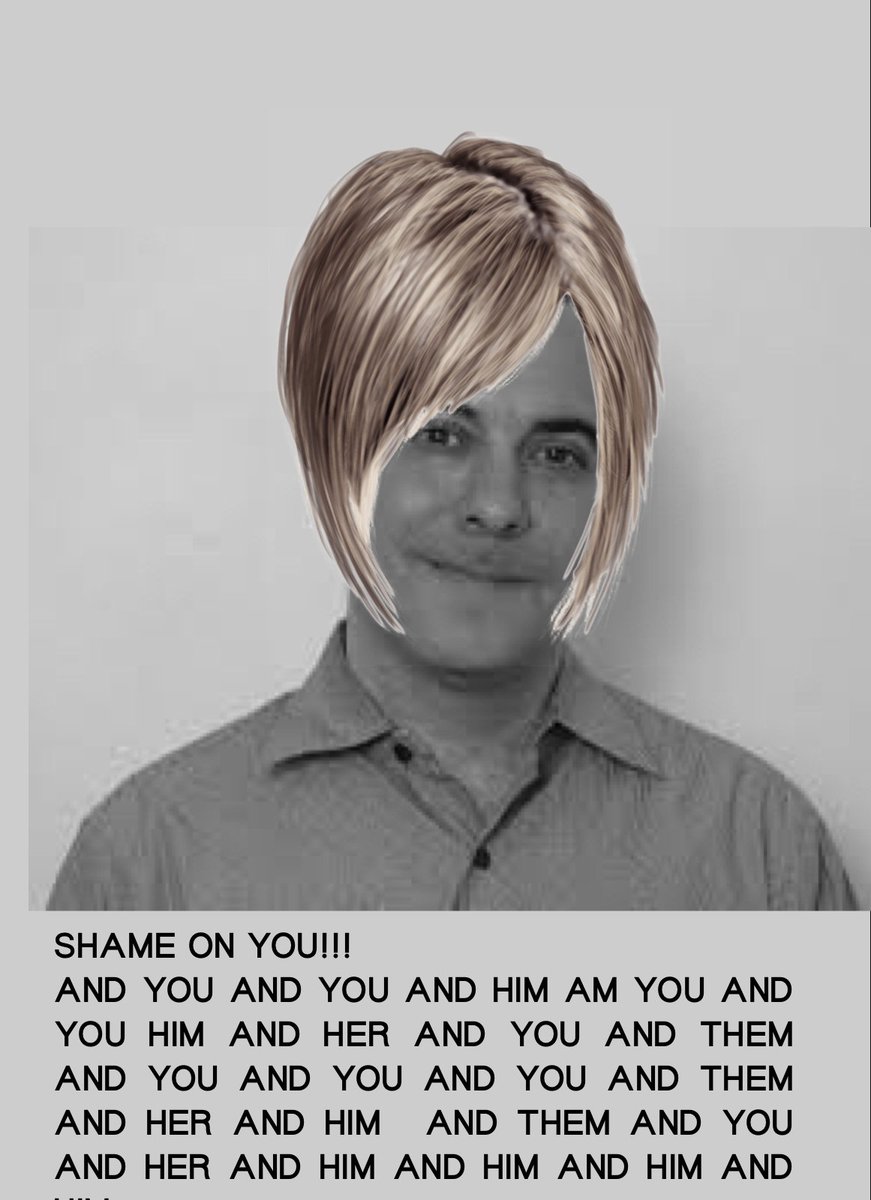 SHAME ON YOU!!!
AND YOU AND YOU AND HIM AM YOU AND
YOU HIM AND HER AND YOU AND THEM
AND YOU AND YOU AND YOU AND THEM
AND HER AND HIM AND THEM AND YOU
AND HER AND HIM AND HIM AND HIM AND